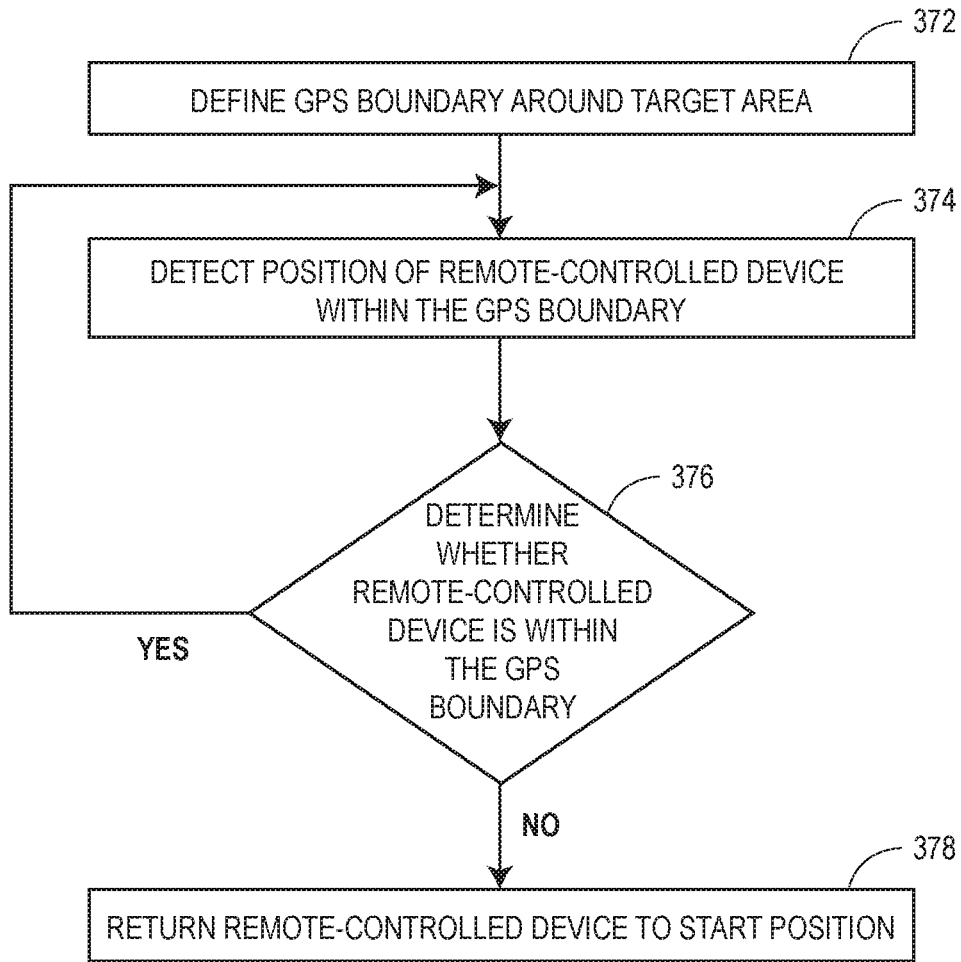 372
DEFINE GPS BOUNDARY AROUND TARGET AREA
374
DETECT POSITION OF REMOTE-CONTROLLED DEVICE
WITHIN THE GPS BOUNDARY
376
DETERMINE
WHETHER
REMOTE-CONTROLLED
DEVICE IS WITHIN
THE GPS
BOUNDARY
YES
NO
378
RETURN REMOTE-CONTROLLED DEVICE TO START POSITION